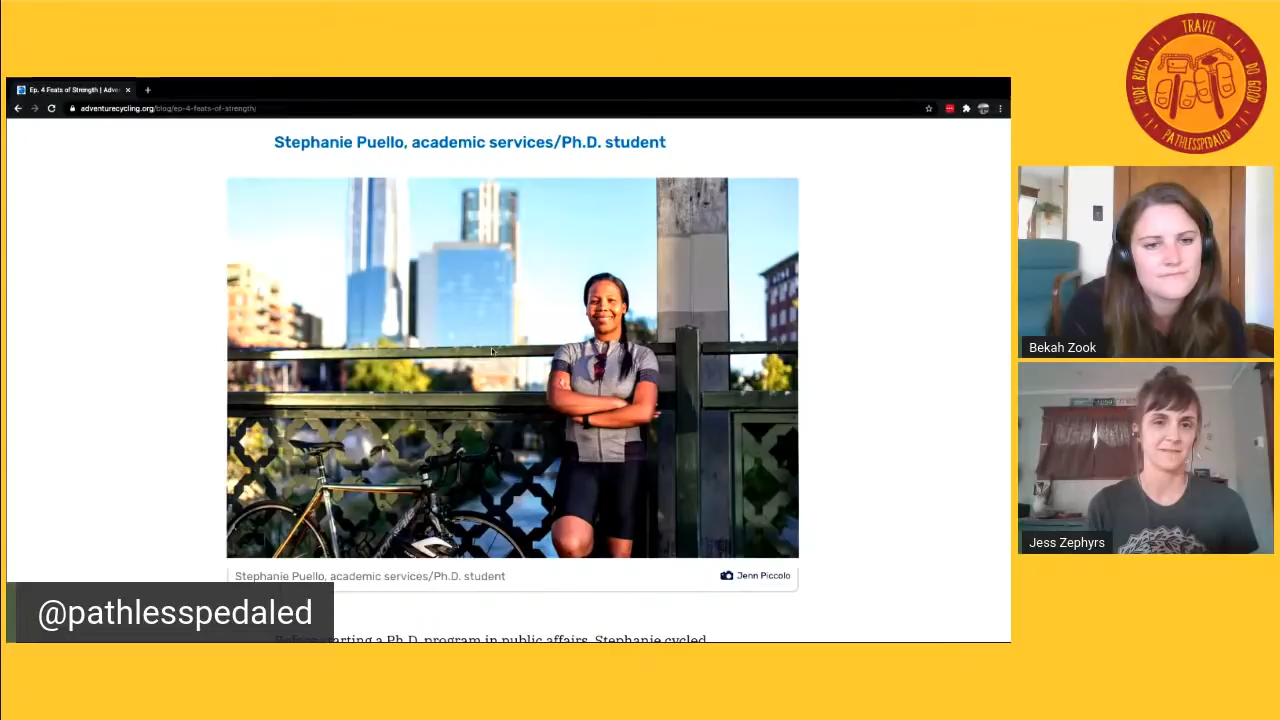 TRAVEL
RIDE BIKES
DO GOOD
PATHLESSPEDALED
Ep. 4 Feats of Strength | Adve
adventurecycling.org/blog/ep-4-feats-of-strength/
Stephanie Puello, academic services/Ph.D. student
Bekah Zook
Jess Zephyrs
Stephanie Puello, academic services/Ph.D. student
Jenn Piccolo
@pathlesspedaled
Before starting a Ph.D. program in public affairs, Stephanie cycled